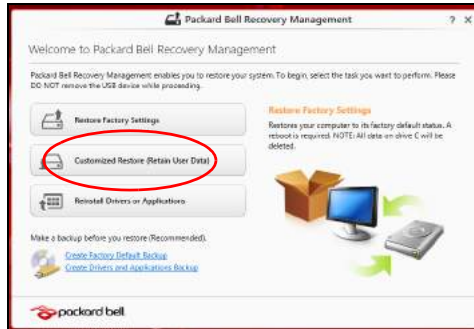 Packard Bell Recovery Management
? X
Welcome to Packard Bell Recovery Management
Packard Bell Recovery Management enables you to restore your system. To begin, select the task you want to perform. Please
DO NOT remove the USB device while proceeding.
Restore Factory Settings
Customized Restore (Retain User Data)
Reinstall Drivers or Applications
Restore Factory Settings
Restores your computer to its factory default status. A
reboot is required. NOTE: All data on drive C will be
deleted.
Make a backup before you restore (Recommended).
Create Factory Default Backup
Create Drivers and Applications Backup
packard bell